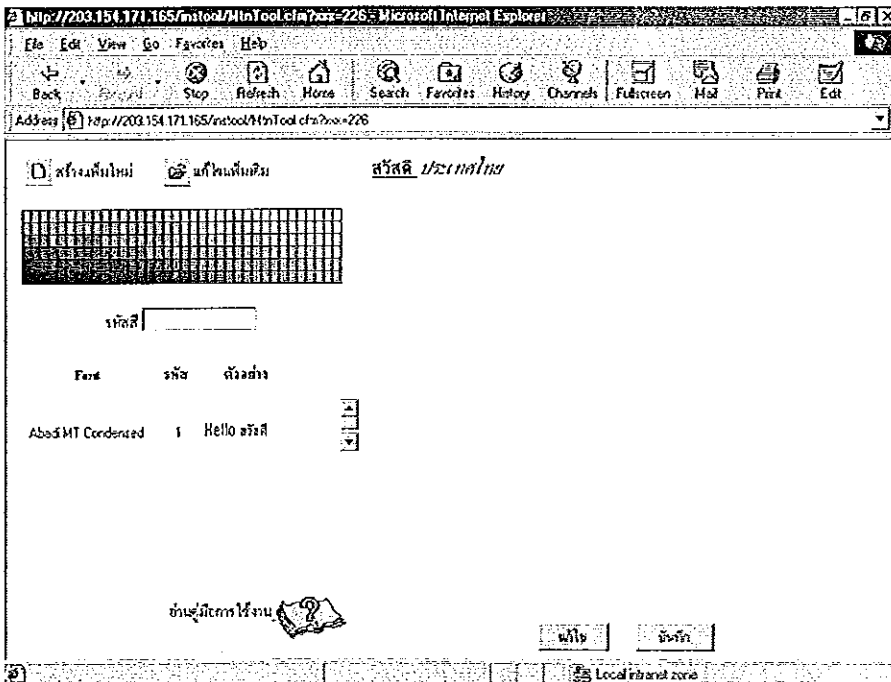 http://203.154.171.165/instool/MtnTool.cfm?xxx=226 - Microsoft Internet Explorer
File Edit View Go Favorites Help
Back Forward Stop Refresh Home Search Favorites History Channels Fullscreen Mail Print Edit
Address http://203.154.171.165/instool/MtnTool.cfm?xxx=226
สร้างแฟ้มใหม่ แก้ไขแฟ้มเดิม สวัสดี ประเทศไทย
รหัสสี
Font รหัส ตัวอย่าง
Abadi MT Condensed 1 Hello สวัสดี
อ่านคู่มือการใช้งาน
แก้ไข บันทึก
Local intranet zone